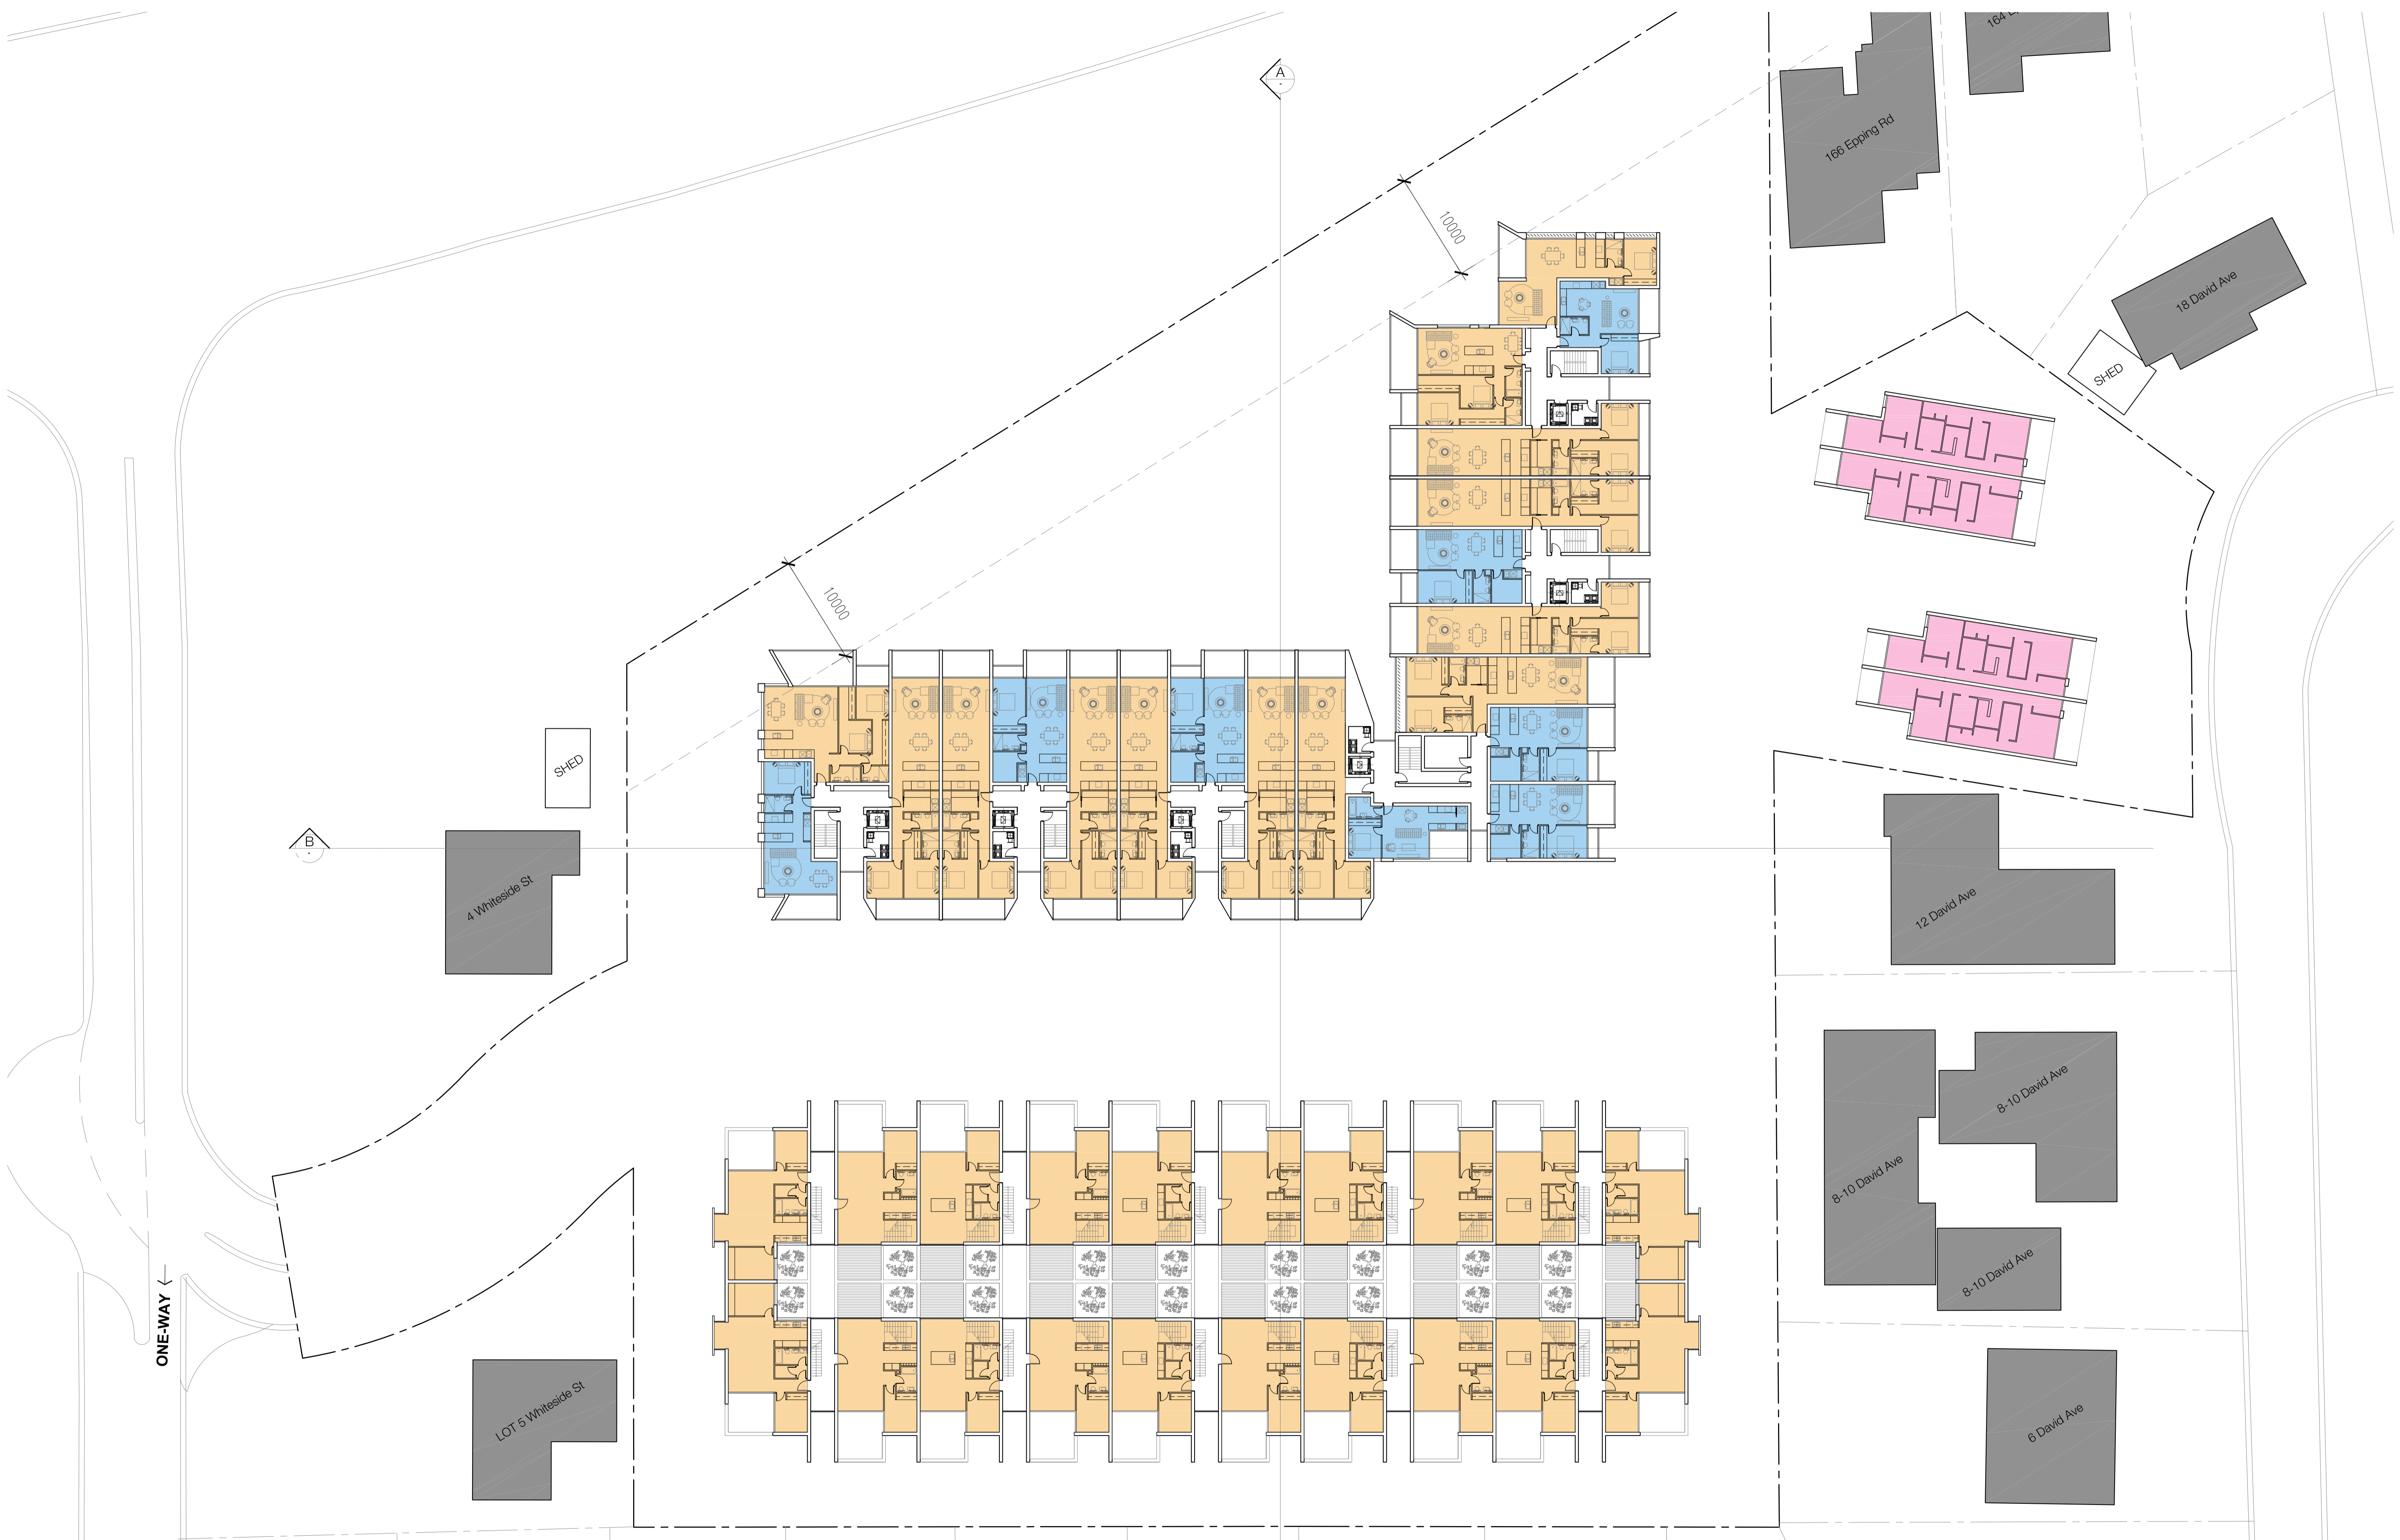 164 E
A
-
166 Epping Rd
10000
18 David Ave
SHED
10000
SHED
B
-
4 Whiteside St
12 David Ave
8-10 David Ave
8-10 David Ave
8-10 David Ave
ONE-WAY
LOT 5 Whiteside St
6 David Ave